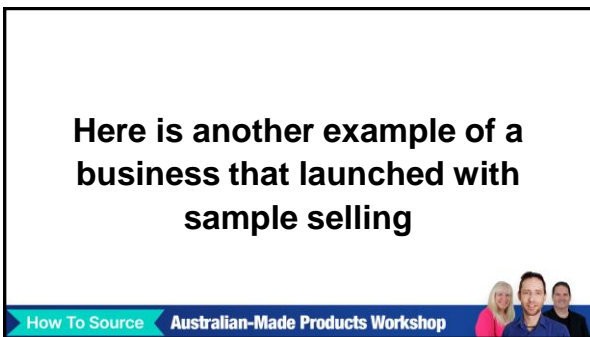 Here is another example of a
business that launched with
sample selling
How To Source Australian-Made Products Workshop